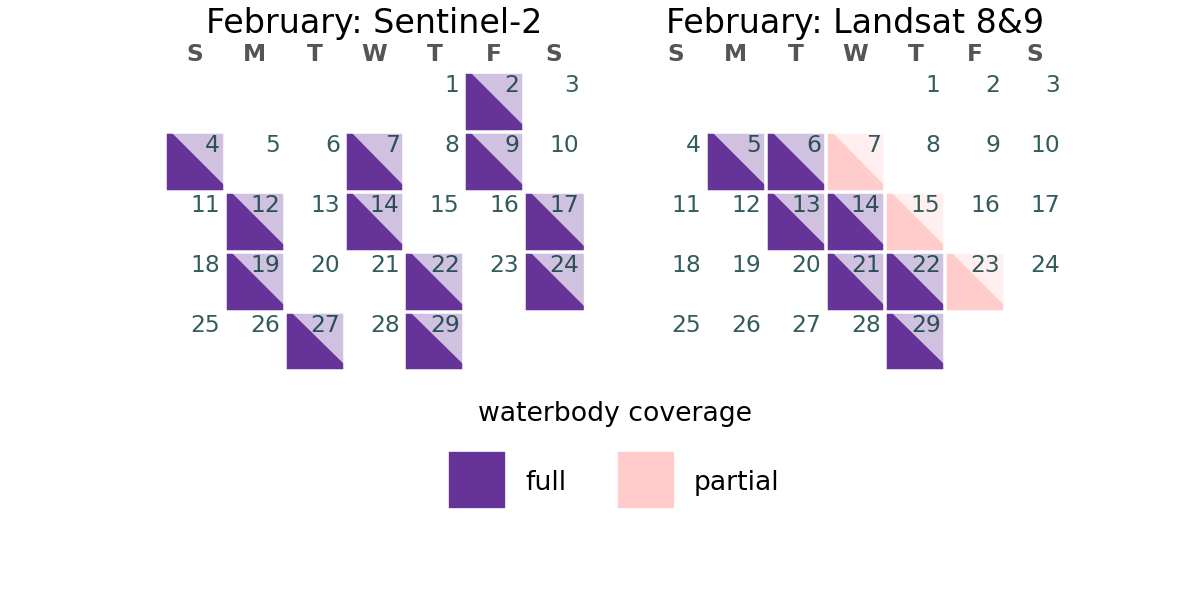 February: Sentinel-2
S M T W T F S
1 2 3
4 5 6 7 8 9 10
11 12 13 14 15 16 17
18 19 20 21 22 23 24
25 26 27 28 29
February: Landsat 8&9
S M T W T F S
1 2 3
4 5 6 7 8 9 10
11 12 13 14 15 16 17
18 19 20 21 22 23 24
25 26 27 28 29
waterbody coverage
full partial